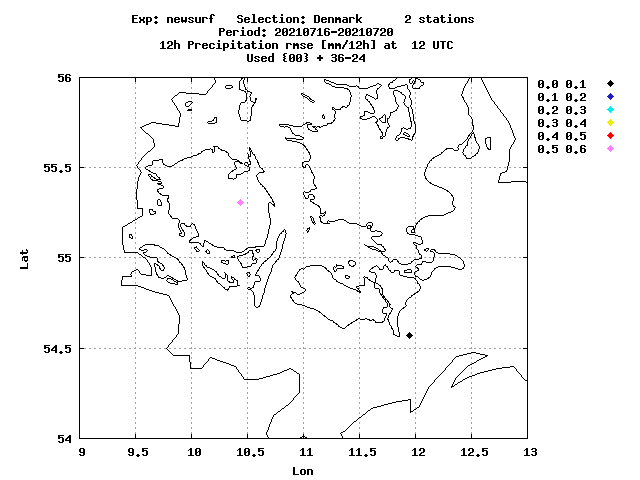 Exp: newsurf   Selection: Denmark      2 stations
Period: 20210716-20210720
12h Precipitation rmse [mm/12h] at  12 UTC
Used {00} + 36-24
56
0.0 0.1
0.1 0.2
0.2 0.3
0.3 0.4
0.4 0.5
0.5 0.6
55.5
55
Lat
54.5
54
9 9.5 10 10.5 11 11.5 12 12.5 13
Lon